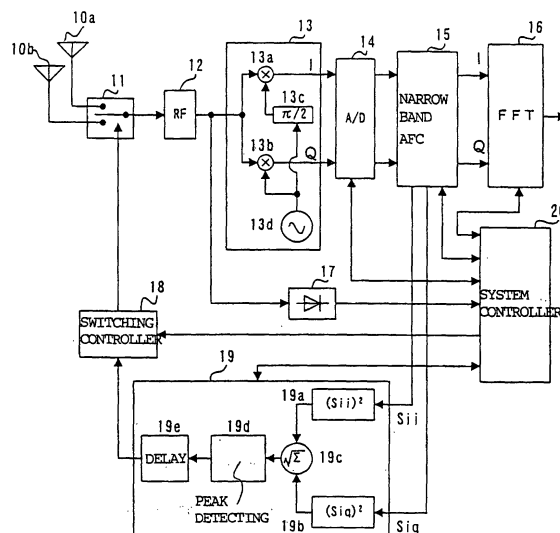 10a
10b
11
12
13
14
15
16
13a
I
13c
π/2
13b
Q
13d
RF
A/D
NARROW
BAND
AFC
I
Q
FFT
20
SYSTEM
CONTROLLER
17
18
SWITCHING
CONTROLLER
19
19a
(Sii)²
Sii
19e
19d
19c
√Σ
DELAY
PEAK
DETECTING
19b
(Siq)²
Siq